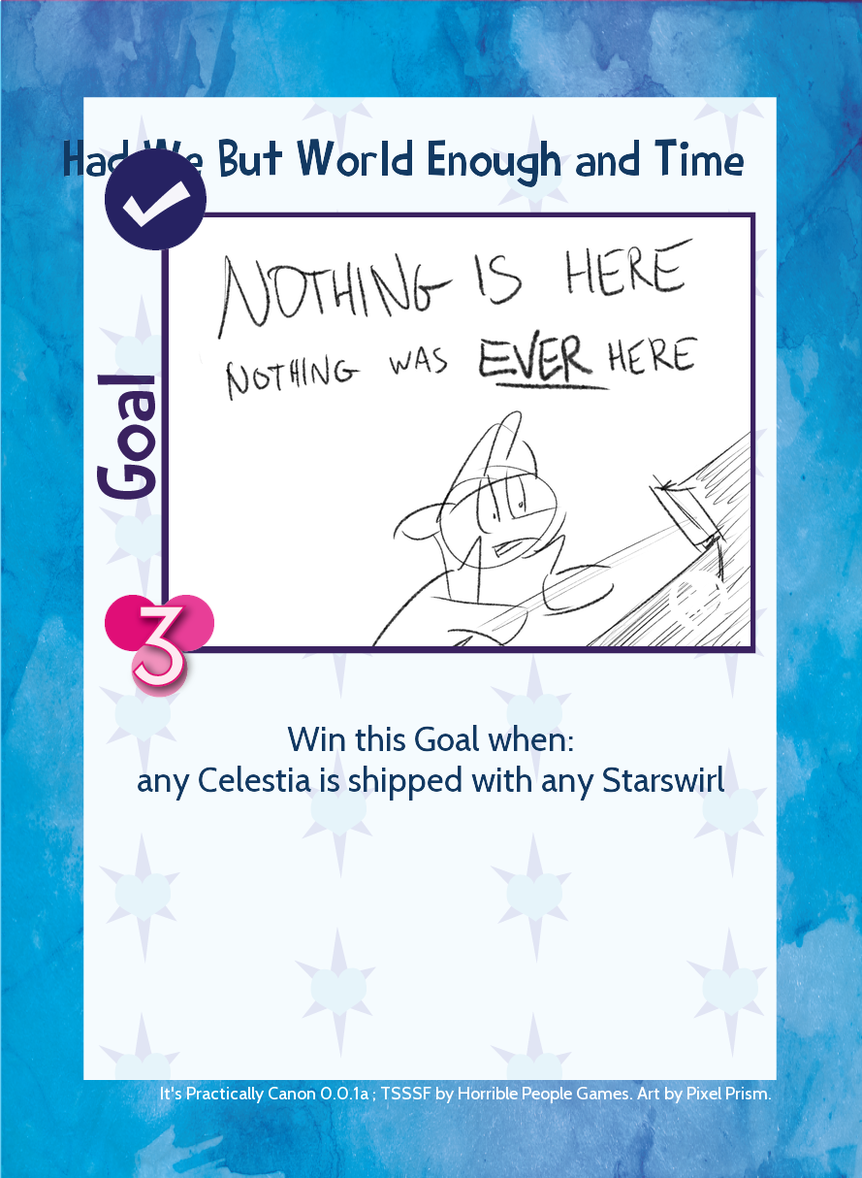 Had We But World Enough and Time
NOTHING IS HERE
NOTHING WAS EVER HERE
Goal
3
Win this Goal when:
any Celestia is shipped with any Starswirl
It's Practically Canon 0.0.1a ; TSSSF by Horrible People Games. Art by Pixel Prism.